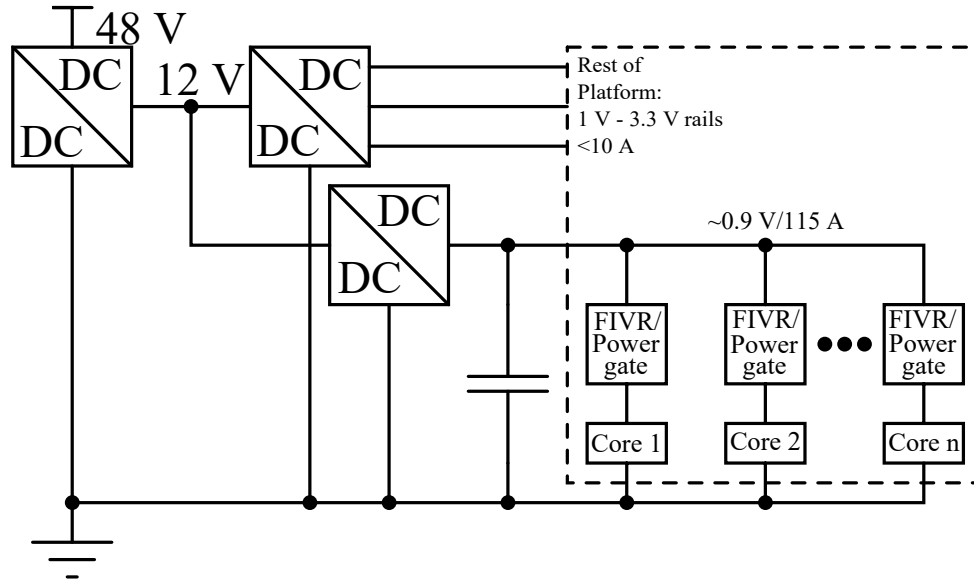 48 V
DC
DC
12 V
DC
DC
Rest of
Platform:
1 V - 3.3 V rails
<10 A
DC
DC
~0.9 V/115 A
FIVR/
Power
gate
FIVR/
Power
gate
FIVR/
Power
gate
Core 1
Core 2
Core n